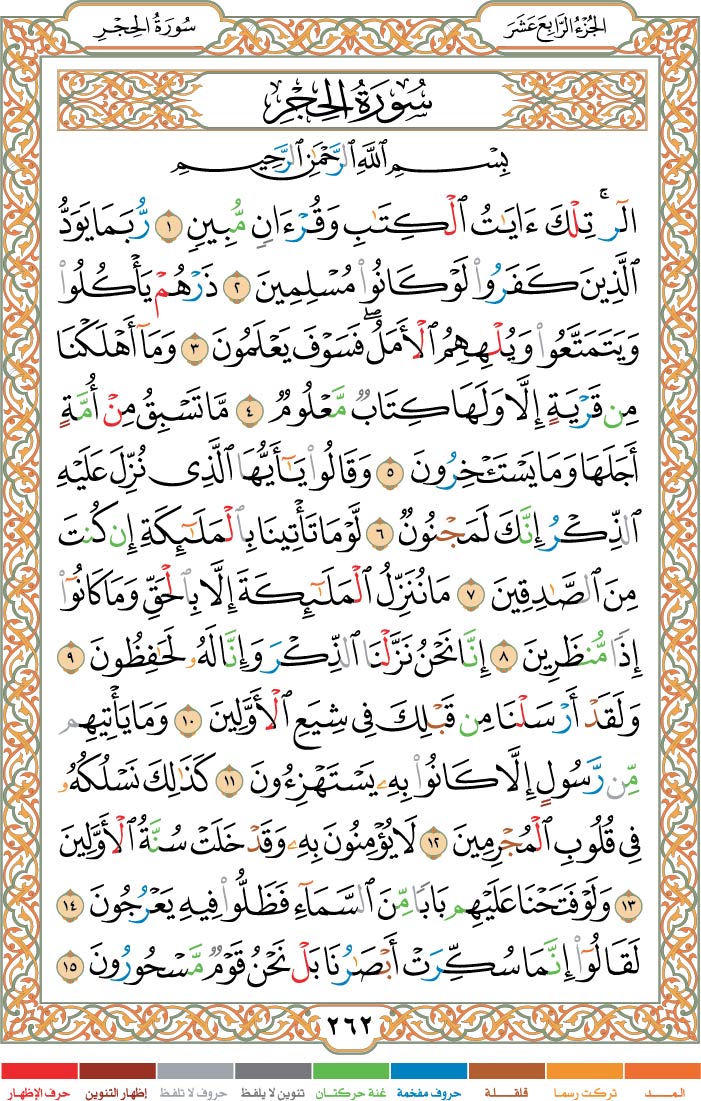 الجُزْءُ الرَّابِعَ عَشَرَ
سُورَةُ الحِجْرِ
سُورَةُ الحِجْرِ
بِسْمِ ٱللَّهِ ٱلرَّحْمَٰنِ ٱلرَّحِيمِ
الٓرۚ تِلْكَ ءَايَٰتُ ٱلْكِتَٰبِ وَقُرْءَانٍ مُّبِينٍ ١ رُّبَمَا يَوَدُّ
ٱلَّذِينَ كَفَرُوا۟ لَوْ كَانُوا۟ مُسْلِمِينَ ٢ ذَرْهُمْ يَأْكُلُوا۟
وَيَتَمَتَّعُوا۟ وَيُلْهِهِمُ ٱلْأَمَلُۖ فَسَوْفَ يَعْلَمُونَ ٣ وَمَآ أَهْلَكْنَا
مِن قَرْيَةٍ إِلَّا وَلَهَا كِتَابٌ مَّعْلُومٌ ٤ مَّا تَسْبِقُ مِنْ أُمَّةٍ
أَجَلَهَا وَمَا يَسْتَـْٔخِرُونَ ٥ وَقَالُوا۟ يَٰٓأَيُّهَا ٱلَّذِى نُزِّلَ عَلَيْهِ
ٱلذِّكْرُ إِنَّكَ لَمَجْنُونٌ ٦ لَّوْمَا تَأْتِينَا بِٱلْمَلَٰٓئِكَةِ إِن كُنتَ
مِنَ ٱلصَّٰدِقِينَ ٧ مَا نُنَزِّلُ ٱلْمَلَٰٓئِكَةَ إِلَّا بِٱلْحَقِّ وَمَا كَانُوٓا۟
إِذًا مُّنظَرِينَ ٨ إِنَّا نَحْنُ نَزَّلْنَا ٱلذِّكْرَ وَإِنَّا لَهُۥ لَحَٰفِظُونَ ٩
وَلَقَدْ أَرْسَلْنَا مِن قَبْلِكَ فِى شِيَعِ ٱلْأَوَّلِينَ ١٠ وَمَا يَأْتِيهِم
مِّن رَّسُولٍ إِلَّا كَانُوا۟ بِهِۦ يَسْتَهْزِءُونَ ١١ كَذَٰلِكَ نَسْلُكُهُۥ
فِى قُلُوبِ ٱلْمُجْرِمِينَ ١٢ لَا يُؤْمِنُونَ بِهِۦ وَقَدْ خَلَتْ سُنَّةُ ٱلْأَوَّلِينَ
١٣ وَلَوْ فَتَحْنَا عَلَيْهِم بَابًا مِّنَ ٱلسَّمَآءِ فَظَلُّوا۟ فِيهِ يَعْرُجُونَ ١٤
لَقَالُوٓا۟ إِنَّمَا سُكِّرَتْ أَبْصَٰرُنَا بَلْ نَحْنُ قَوْمٌ مَّسْحُورُونَ ١٥
٢٦٢
المــد تركت رسما قلقلة حروف مفخمة غنة حركتان تنوين لا يلفظ حروف لا تلفظ إظهار التنوين حرف الإظهار